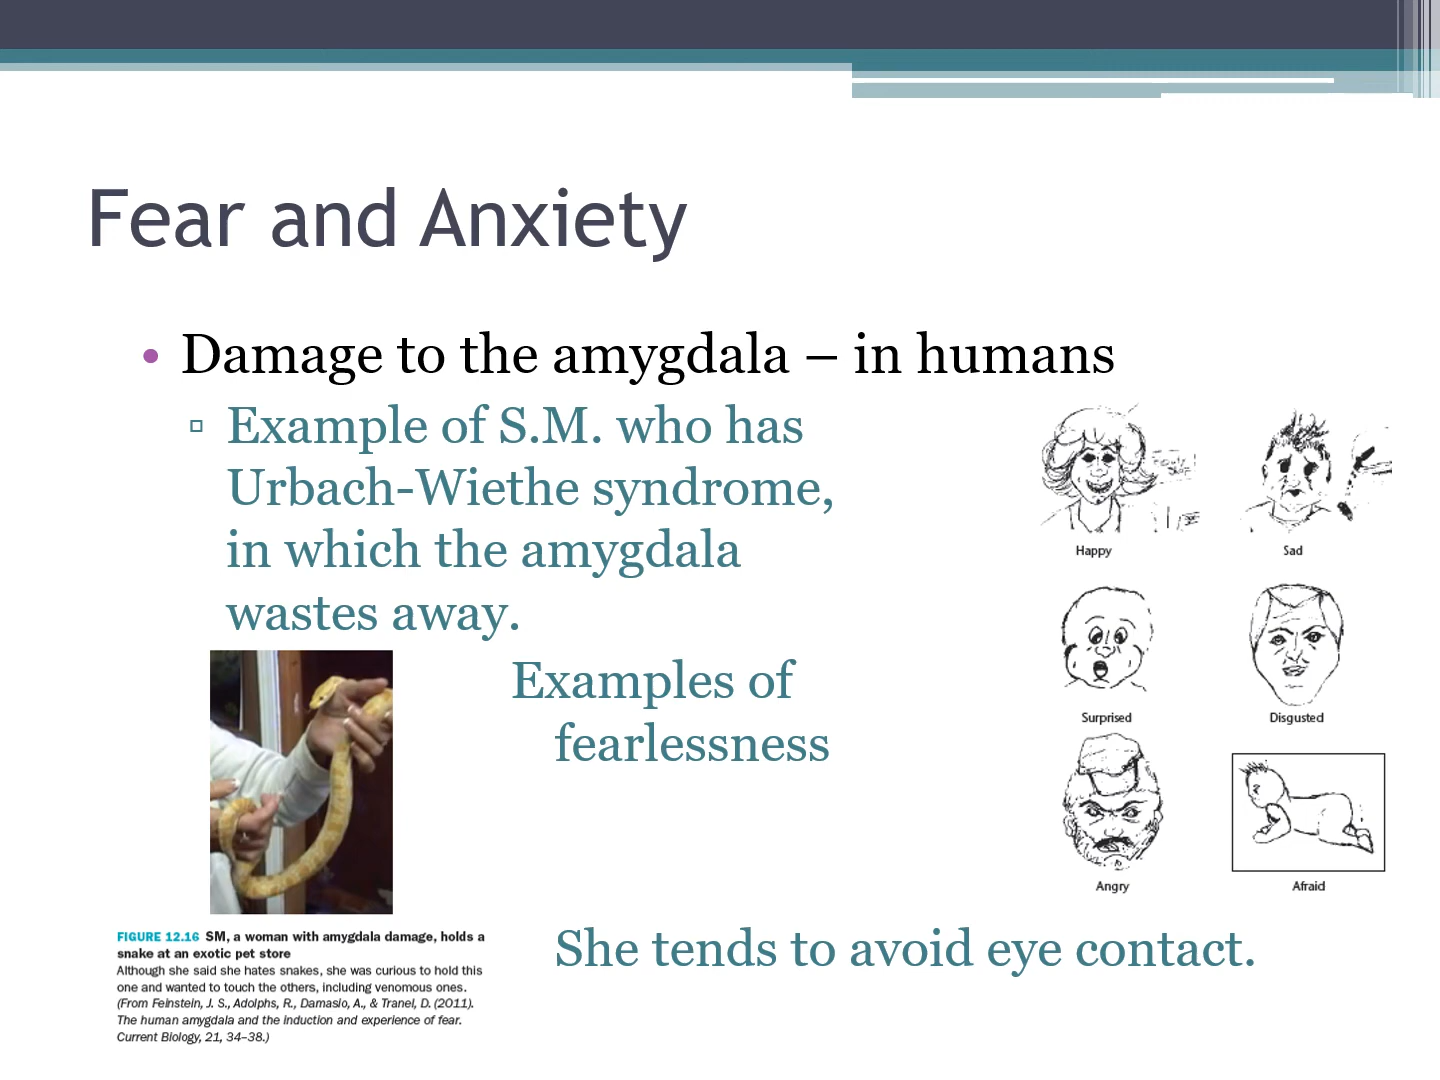 Fear and Anxiety
• Damage to the amygdala – in humans
▫ Example of S.M. who has
Urbach-Wiethe syndrome,
in which the amygdala
wastes away.
Examples of
fearlessness
Happy
Sad
Surprised
Disgusted
Angry
Afraid
She tends to avoid eye contact.
FIGURE 12.16 SM, a woman with amygdala damage, holds a
snake at an exotic pet store
Although she said she hates snakes, she was curious to hold this
one and wanted to touch the others, including venomous ones.
(From Feinstein, J. S., Adolphs, R., Damasio, A., & Tranel, D. (2011).
The human amygdala and the induction and experience of fear.
Current Biology, 21, 34–38.)